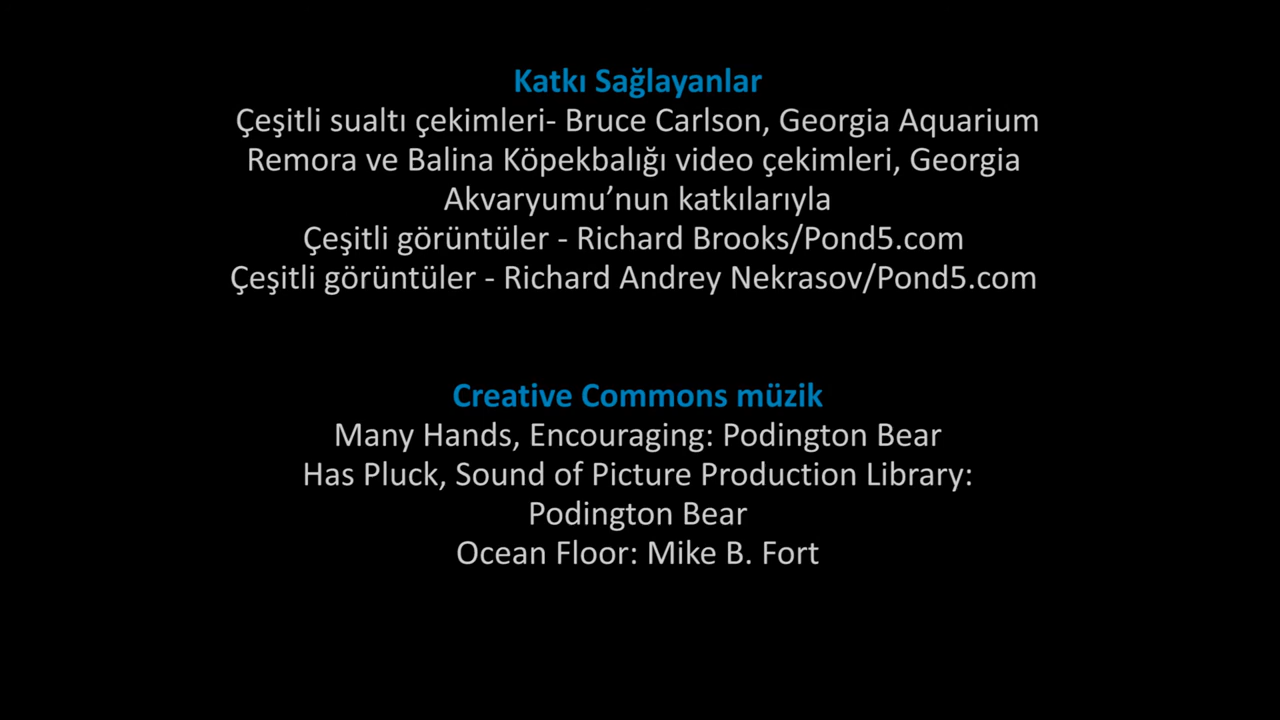 Katkı Sağlayanlar
Çeşitli sualtı çekimleri- Bruce Carlson, Georgia Aquarium
Remora ve Balina Köpekbalığı video çekimleri, Georgia
Akvaryumu’nun katkılarıyla
Çeşitli görüntüler - Richard Brooks/Pond5.com
Çeşitli görüntüler - Richard Andrey Nekrasov/Pond5.com
Creative Commons müzik
Many Hands, Encouraging: Podington Bear
Has Pluck, Sound of Picture Production Library:
Podington Bear
Ocean Floor: Mike B. Fort